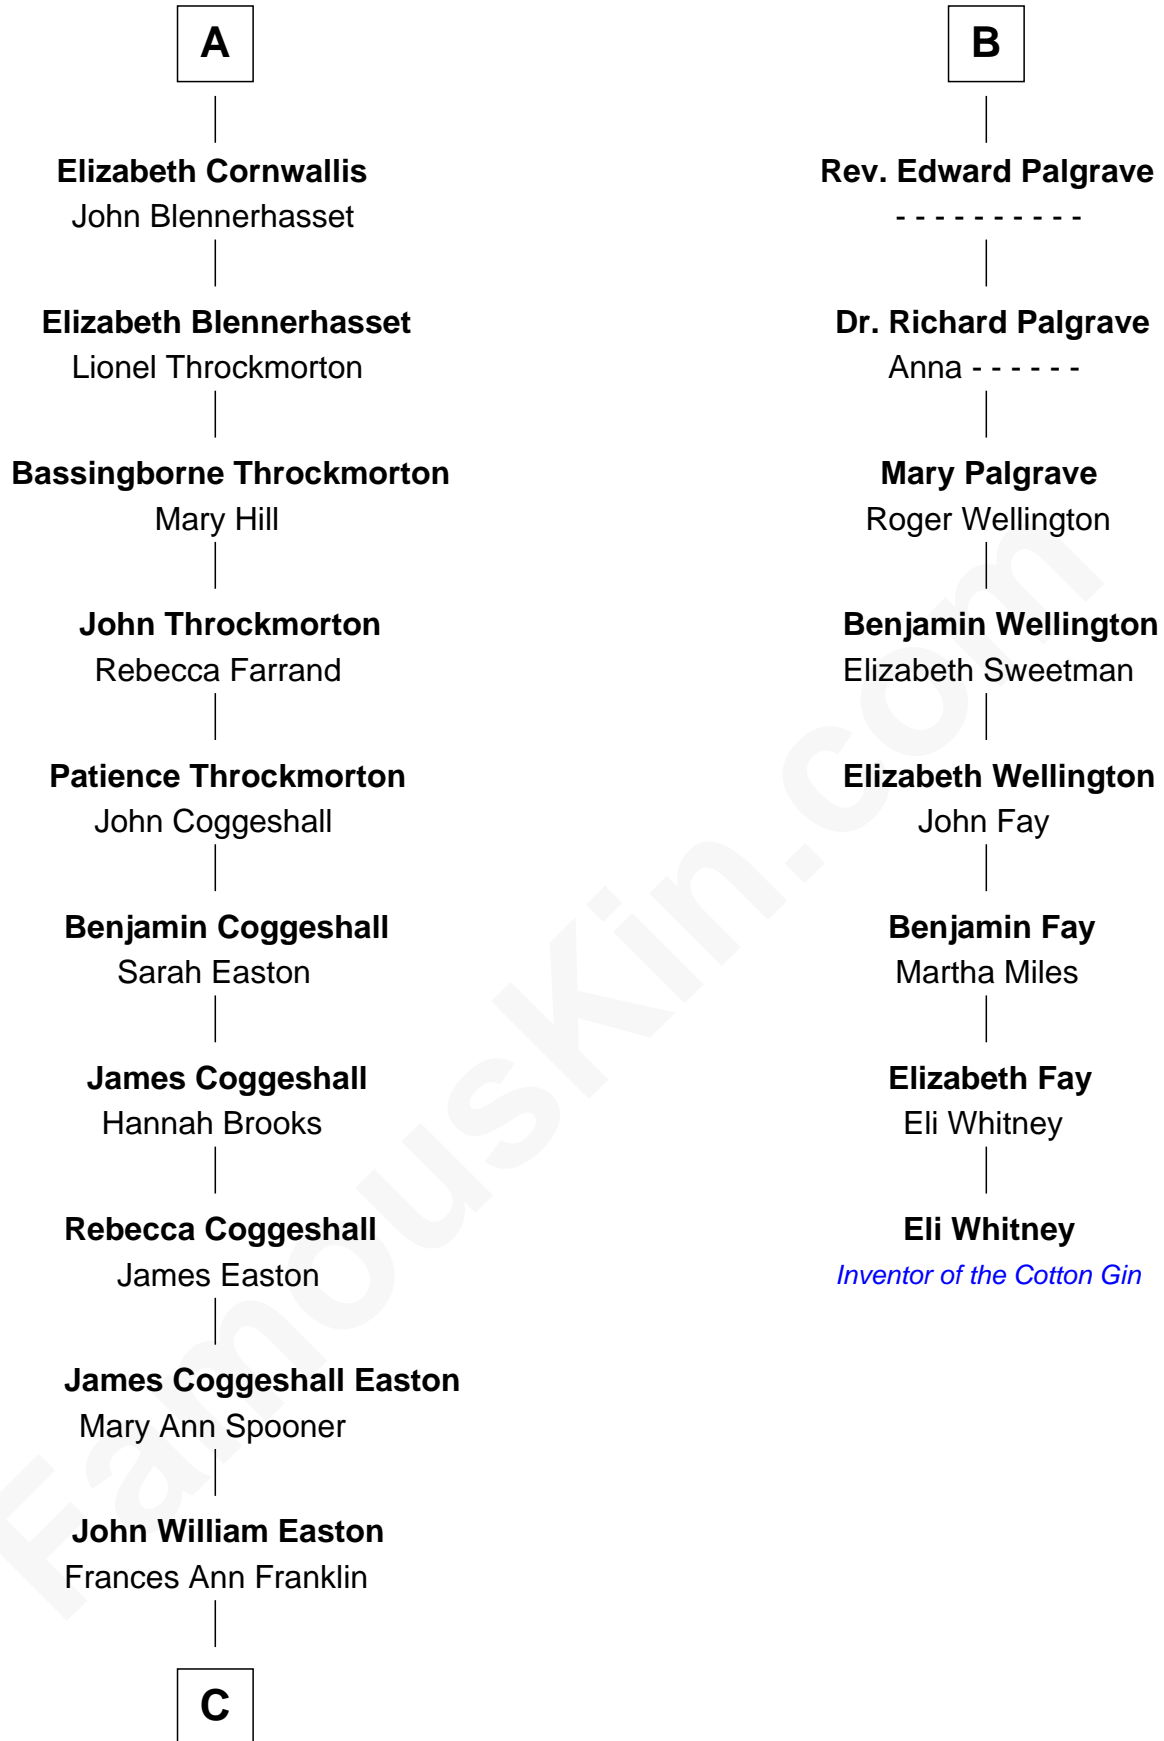 A
Elizabeth Cornwallis
John Blennerhasset
Elizabeth Blennerhasset
Lionel Throckmorton
Bassingborne Throckmorton
Mary Hill
John Throckmorton
Rebecca Farrand
Patience Throckmorton
John Coggeshall
Benjamin Coggeshall
Sarah Easton
James Coggeshall
Hannah Brooks
Rebecca Coggeshall
James Easton
James Coggeshall Easton
Mary Ann Spooner
John William Easton
Frances Ann Franklin
C
B
Rev. Edward Palgrave
- - - - - - - - - -
Dr. Richard Palgrave
Anna - - - - - -
Mary Palgrave
Roger Wellington
Benjamin Wellington
Elizabeth Sweetman
Elizabeth Wellington
John Fay
Benjamin Fay
Martha Miles
Elizabeth Fay
Eli Whitney
Eli Whitney
Inventor of the Cotton Gin
FamousKin.com